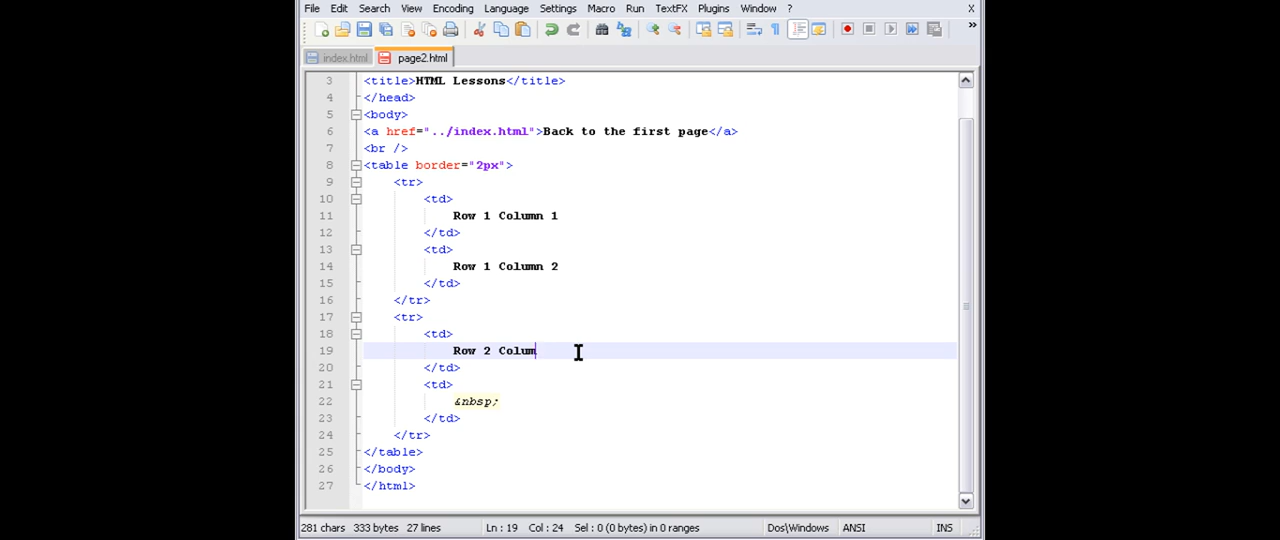 File Edit Search View Encoding Language Settings Macro Run TextFX Plugins Window ? X
»
index.html page2.html
3 <title>HTML Lessons</title>
4 </head>
5 <body>
6 <a href="../index.html">Back to the first page</a>
7 <br />
8 <table border="2px">
9 <tr>
10 <td>
11 Row 1 Column 1
12 </td>
13 <td>
14 Row 1 Column 2
15 </td>
16 </tr>
17 <tr>
18 <td>
19 Row 2 Colum
20 </td>
21 <td>
22 &nbsp;
23 </td>
24 </tr>
25 </table>
26 </body>
27 </html>
281 chars 333 bytes 27 lines Ln : 19 Col : 24 Sel : 0 (0 bytes) in 0 ranges Dos\Windows ANSI INS